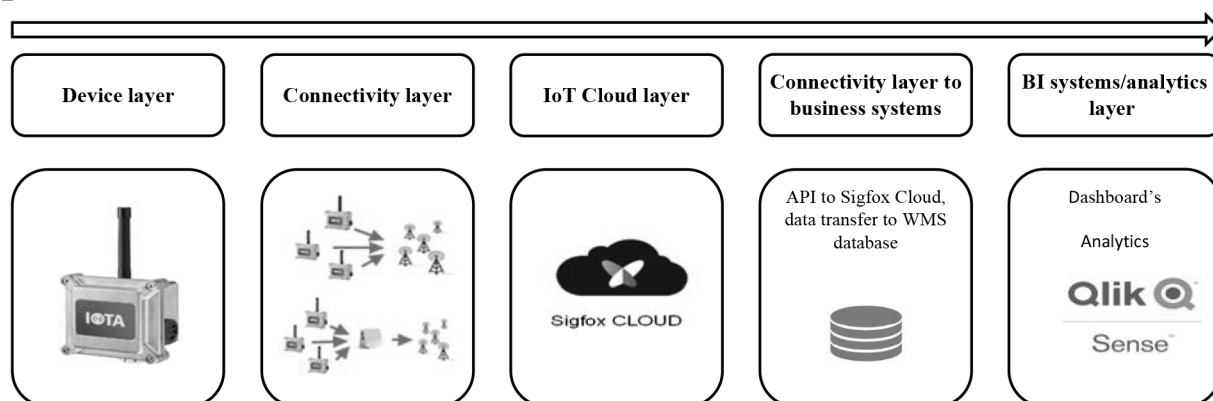 Device layer
Connectivity layer
IoT Cloud layer
Connectivity layer to
business systems
BI systems/analytics
layer
IOTA
Sigfox CLOUD
API to Sigfox Cloud,
data transfer to WMS
database
Dashboard's
Analytics
Qlik Q
Sense™